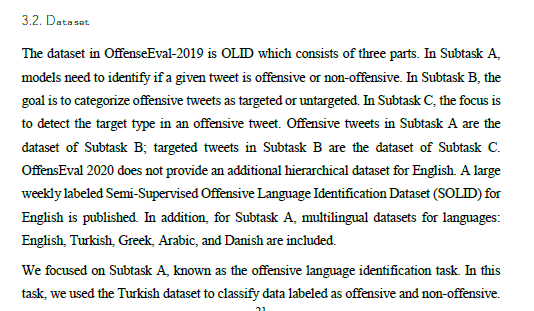 3.2. Dataset
The dataset in OffenseEval-2019 is OLID which consists of three parts. In Subtask A,
models need to identify if a given tweet is offensive or non-offensive. In Subtask B, the
goal is to categorize offensive tweets as targeted or untargeted. In Subtask C, the focus is
to detect the target type in an offensive tweet. Offensive tweets in Subtask A are the
dataset of Subtask B; targeted tweets in Subtask B are the dataset of Subtask C.
OffensEval 2020 does not provide an additional hierarchical dataset for English. A large
weekly labeled Semi-Supervised Offensive Language Identification Dataset (SOLID) for
English is published. In addition, for Subtask A, multilingual datasets for languages:
English, Turkish, Greek, Arabic, and Danish are included.
We focused on Subtask A, known as the offensive language identification task. In this
task, we used the Turkish dataset to classify data labeled as offensive and non-offensive.